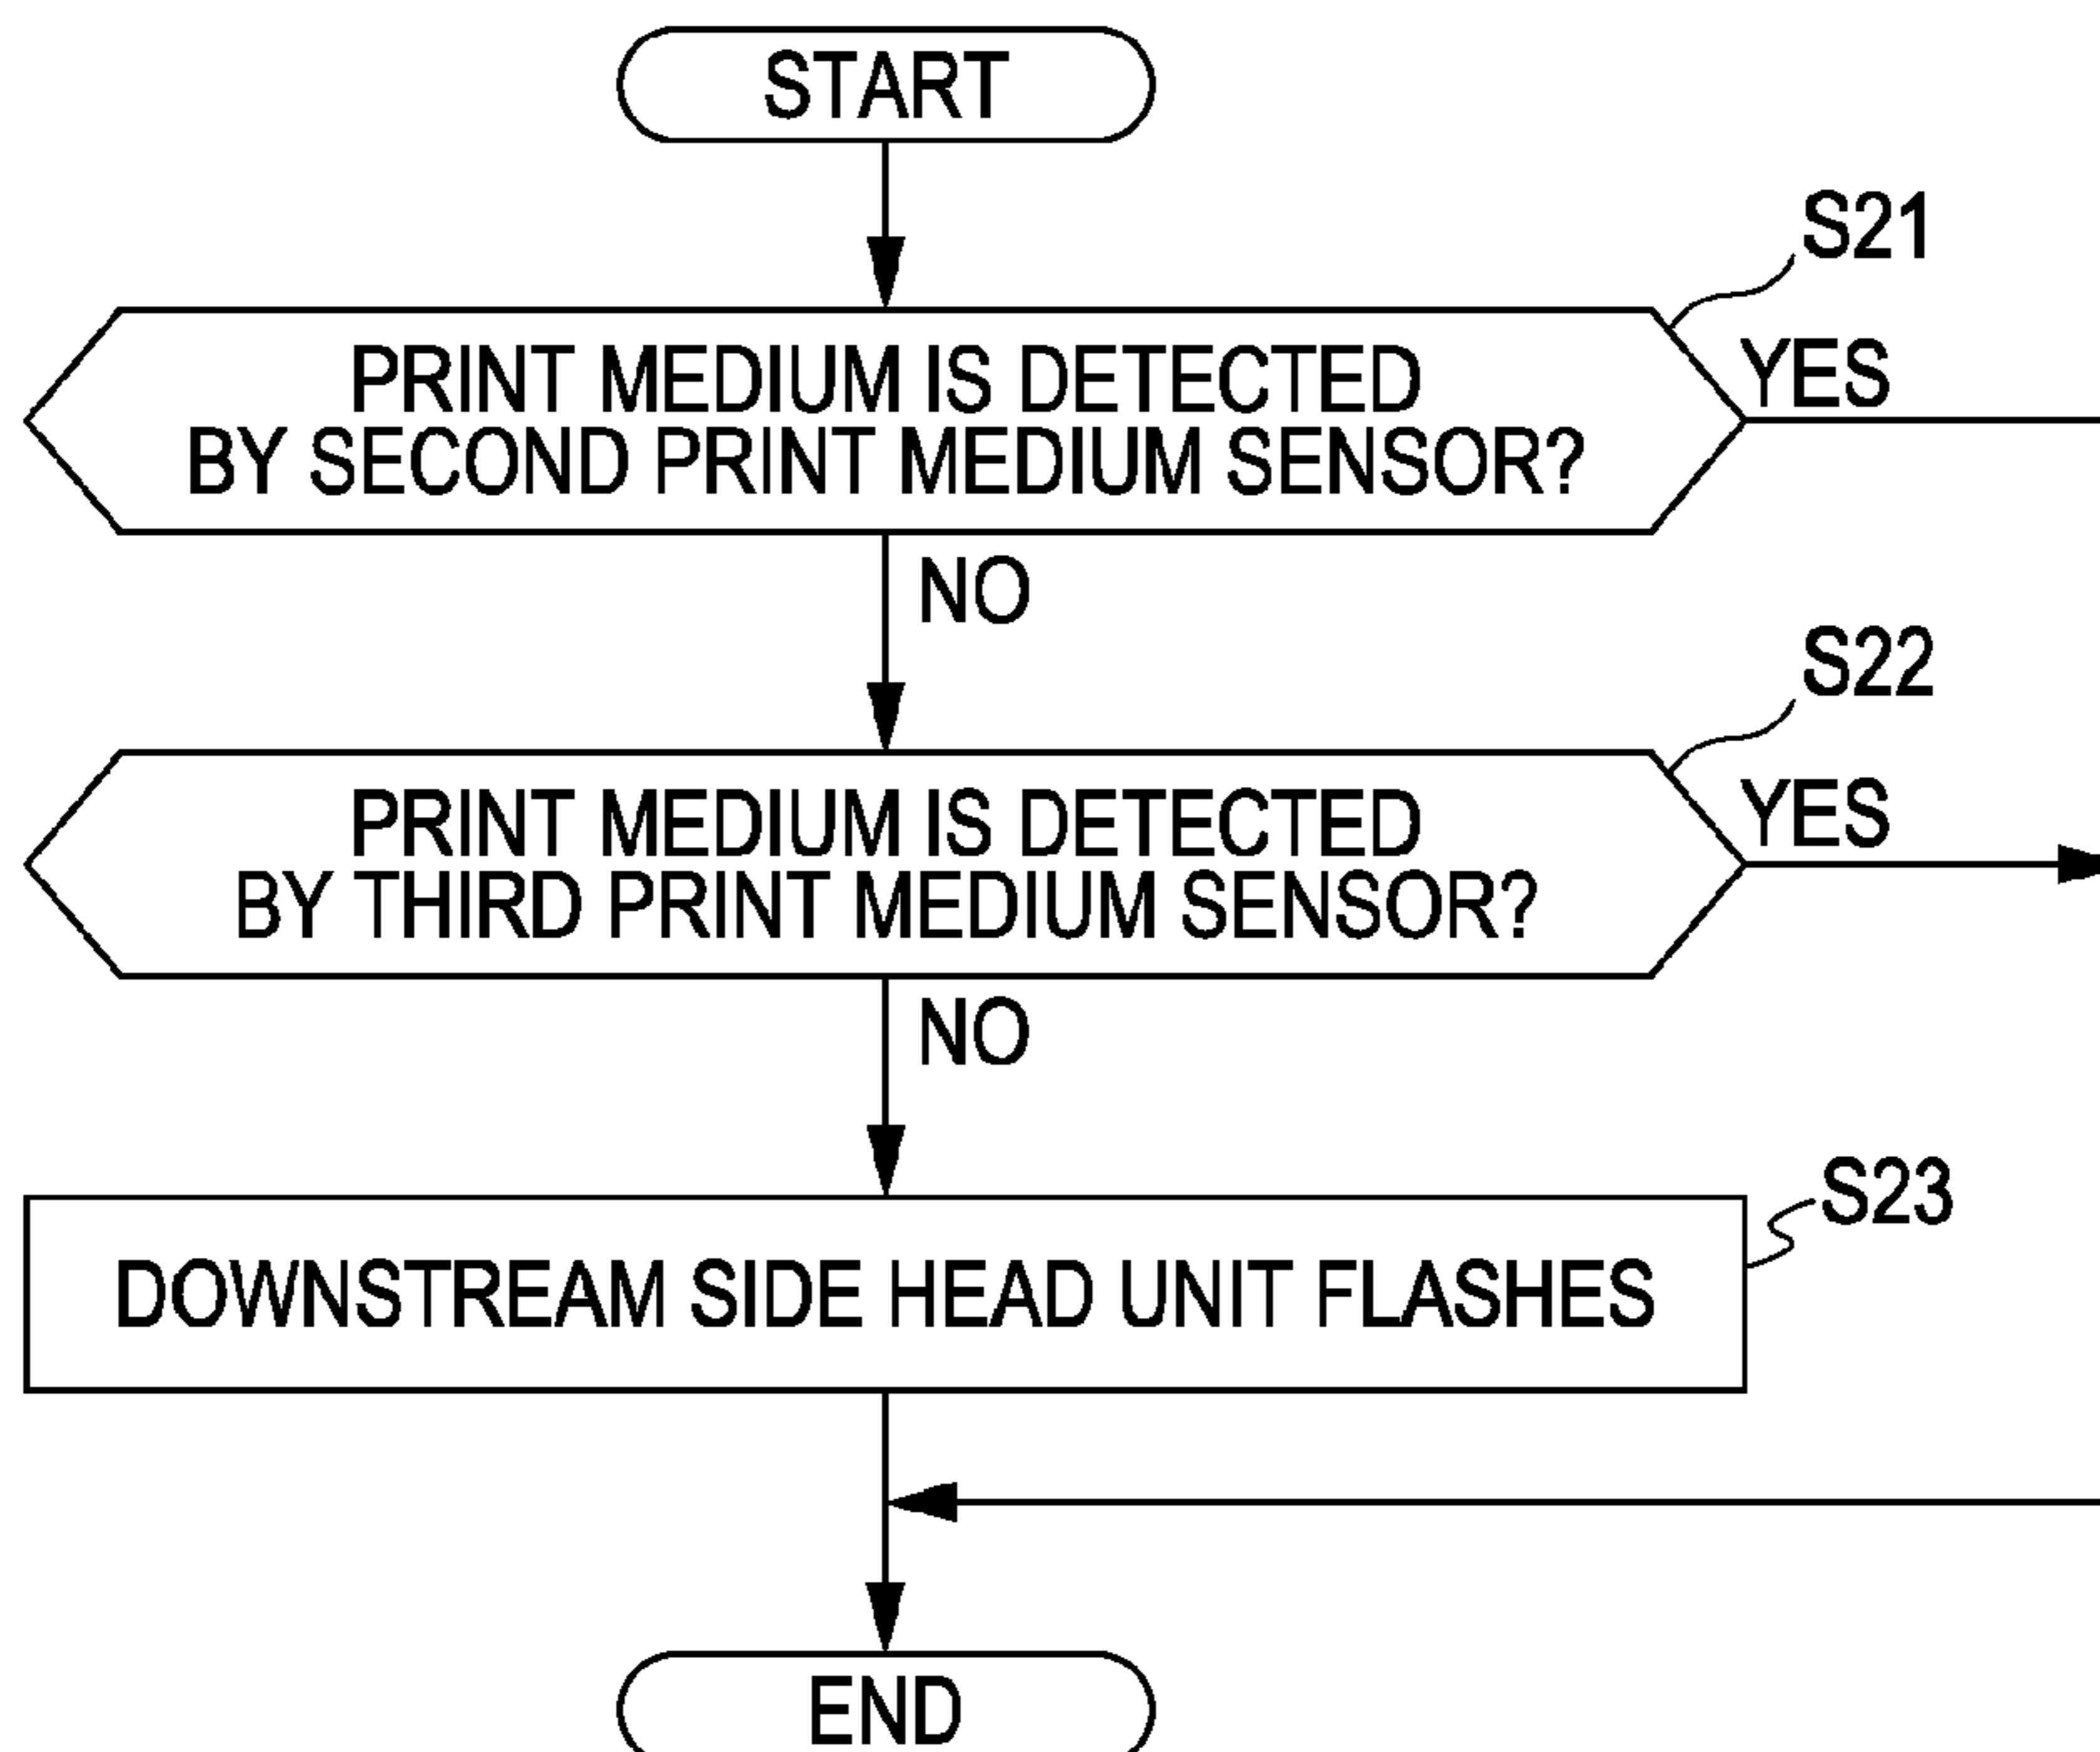 START
S21
PRINT MEDIUM IS DETECTED
BY SECOND PRINT MEDIUM SENSOR?
YES
NO
S22
PRINT MEDIUM IS DETECTED
BY THIRD PRINT MEDIUM SENSOR?
YES
NO
S23
DOWNSTREAM SIDE HEAD UNIT FLASHES
END